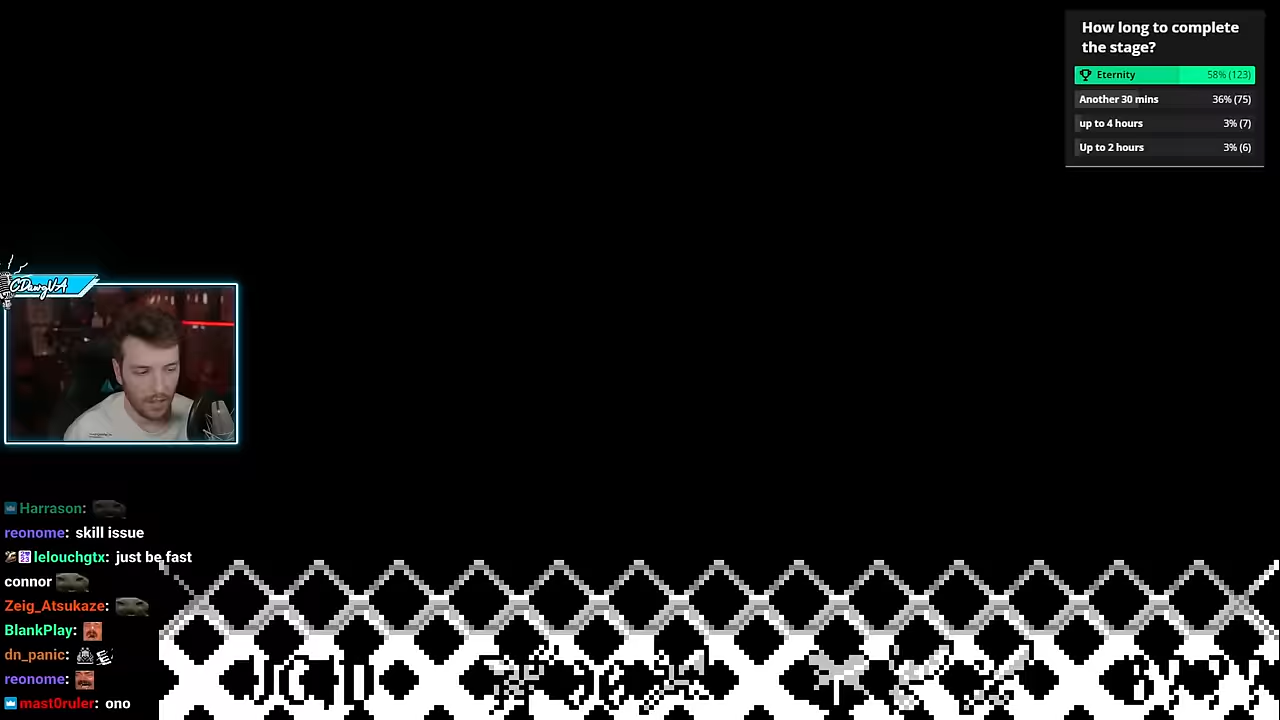 How long to complete
the stage?
Eternity 58% (123)
Another 30 mins 36% (75)
up to 4 hours 3% (7)
Up to 2 hours 3% (6)
CDawgVA
Harrason:
reonome: skill issue
lelouchgtx: just be fast
connor
Zeig_Atsukaze:
BlankPlay:
dn_panic:
reonome:
mast0ruler: ono